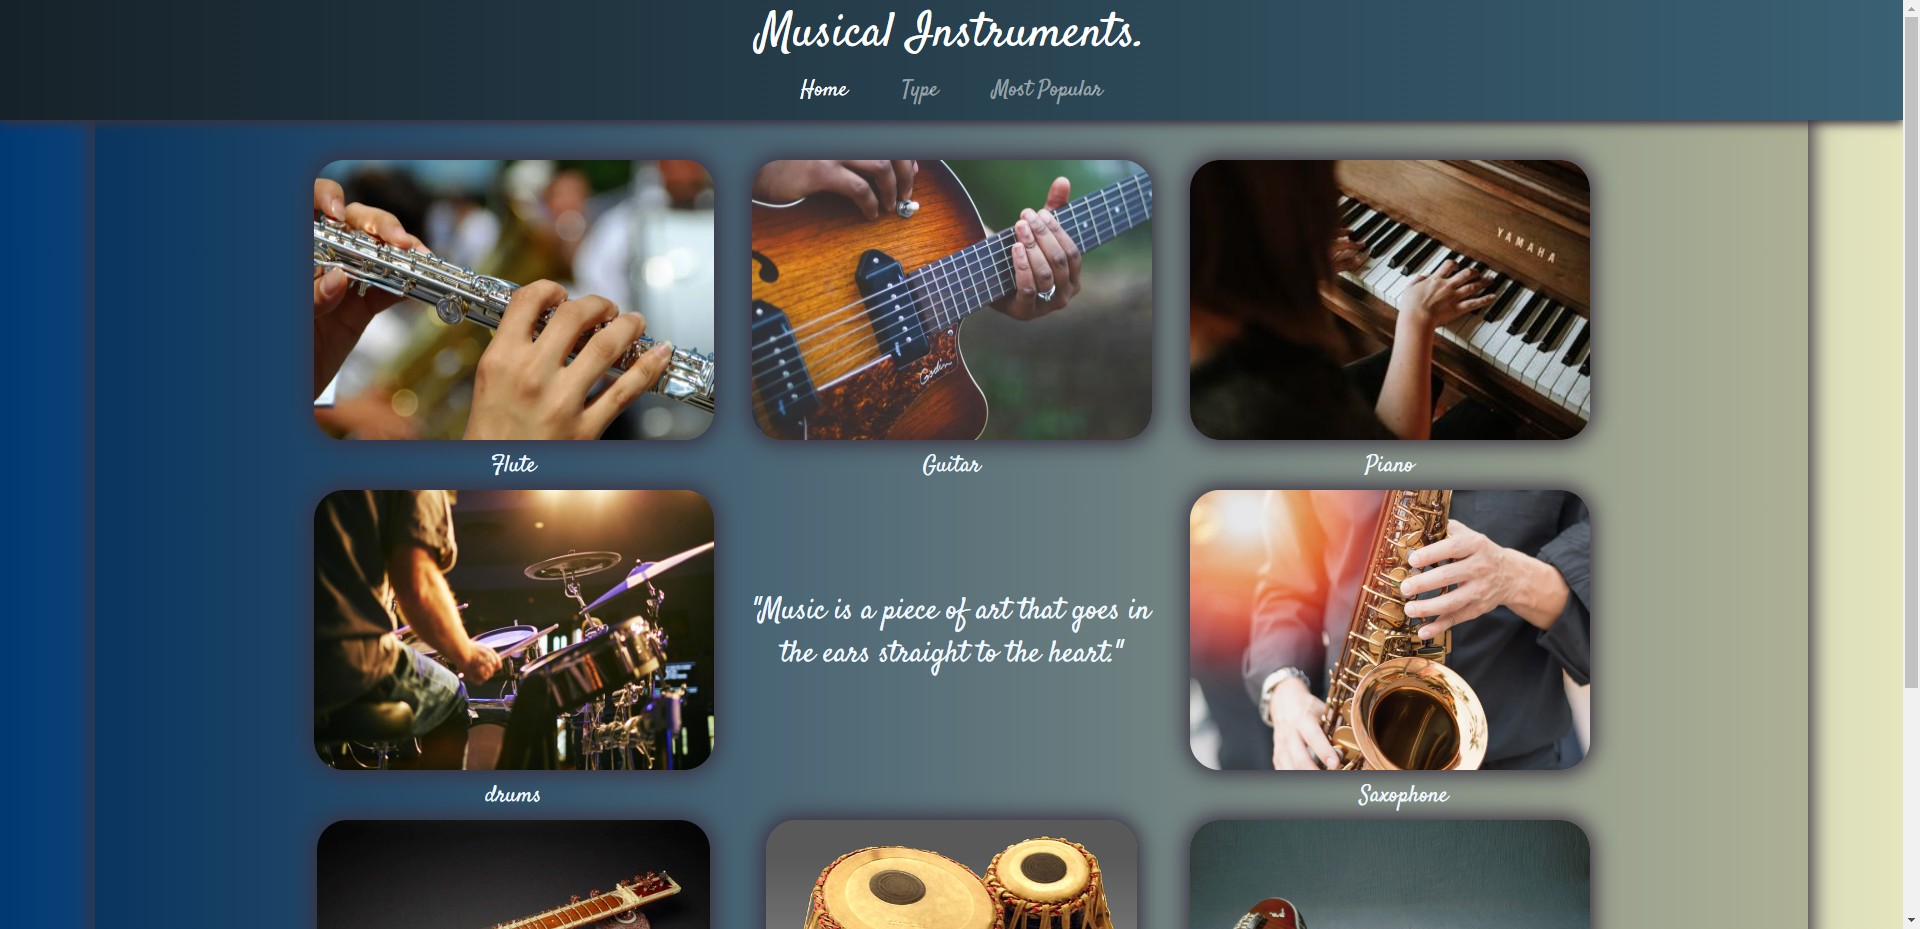 Musical Instruments.
Home Type Most Popular
YAMAHA
Godin
Flute Guitar Piano
"Music is a piece of art that goes in
the ears straight to the heart."
drums Saxophone